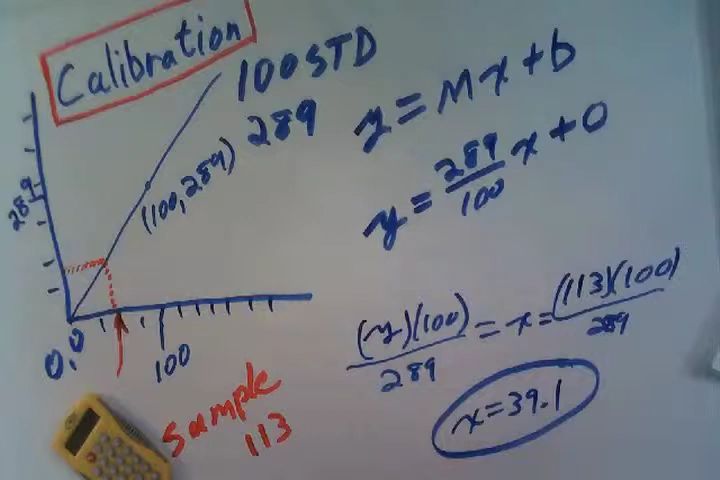 Calibration
100 STD
289
(100,289)
289
0,0
100
Sample
113
y = Mx + b
y = 289/100 x + 0
(y)(100)/289 = x = (113)(100)/289
x = 39.1